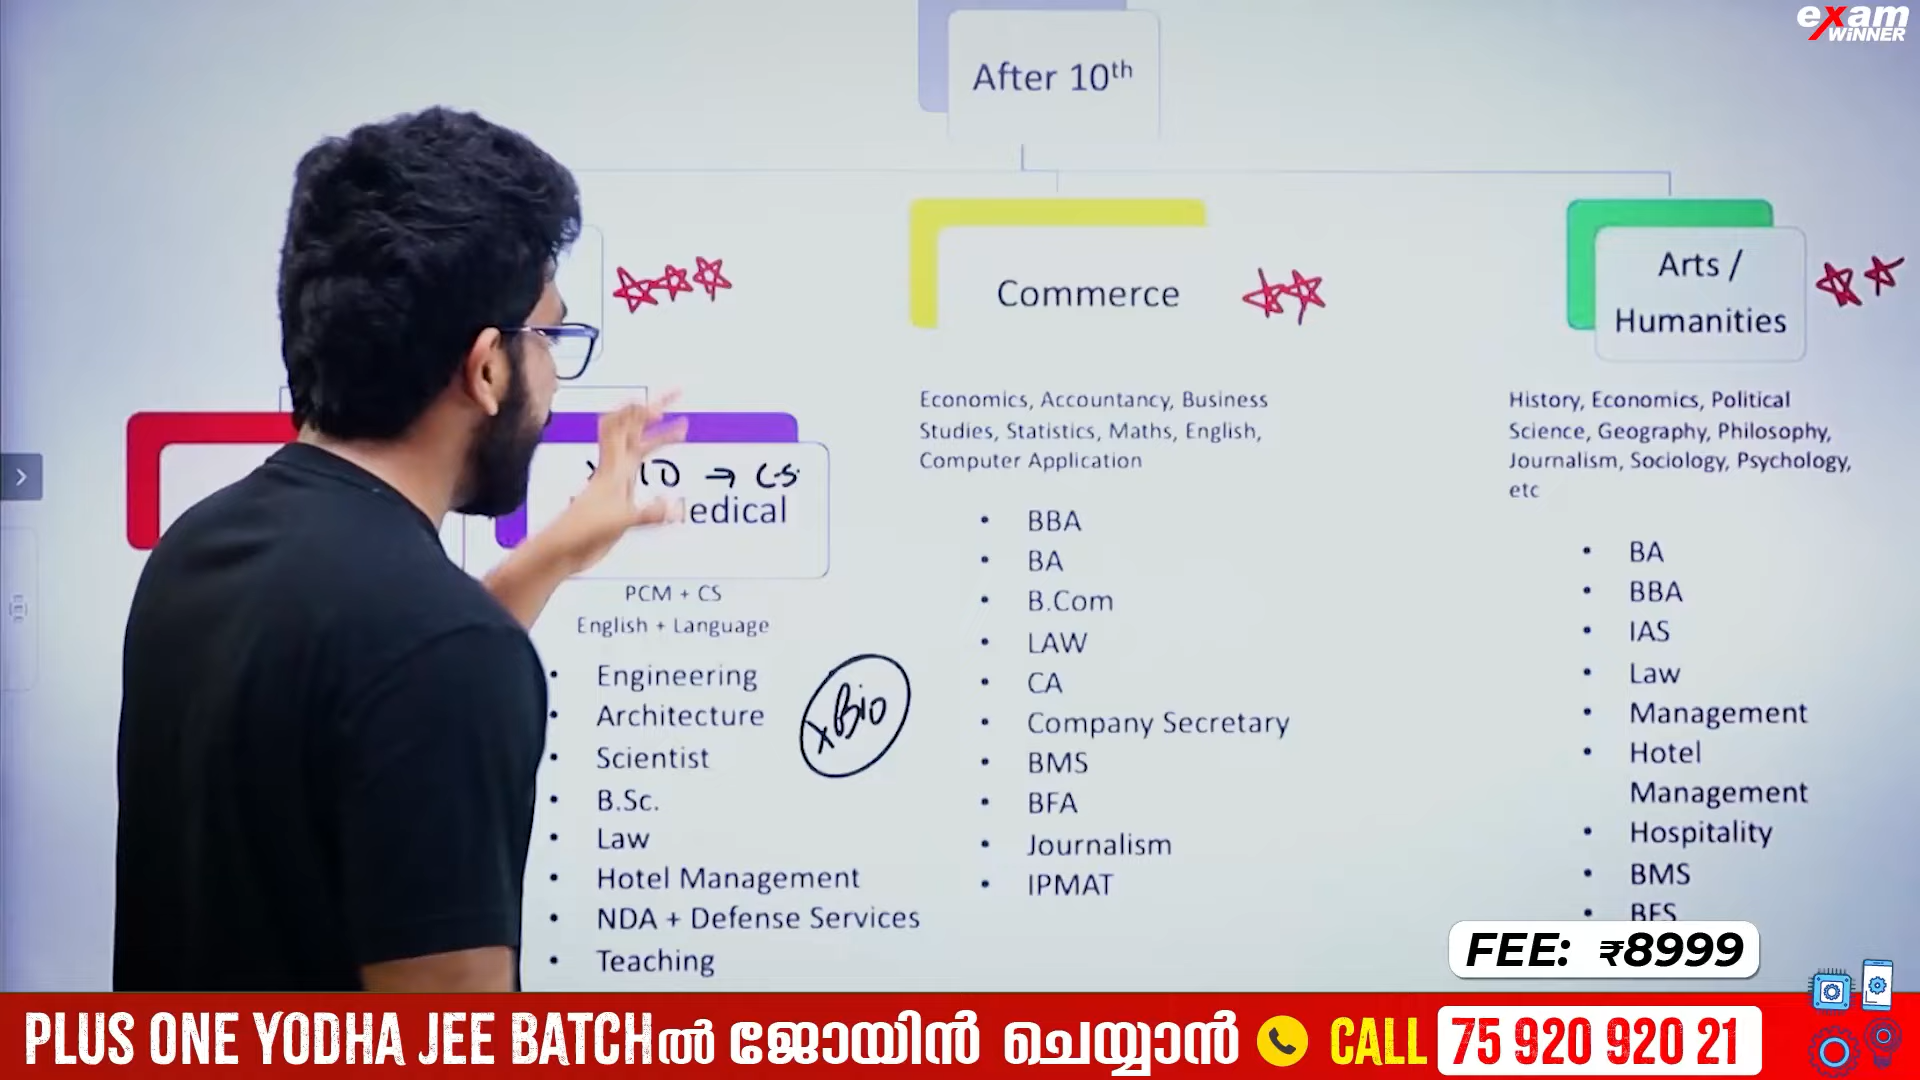 exam
WINNER
After 10th
Commerce
Arts /
Humanities
→ CS
PCM + CS
English + Language
Engineering
Architecture
Scientist
B.Sc.
Law
Hotel Management
NDA + Defense Services
Teaching
x Bio
Economics, Accountancy, Business
Studies, Statistics, Maths, English,
Computer Application
BBA
BA
B.Com
LAW
CA
Company Secretary
BMS
BFA
Journalism
IPMAT
History, Economics, Political
Science, Geography, Philosophy,
Journalism, Sociology, Psychology,
etc
BA
BBA
IAS
Law
Management
Hotel
Management
Hospitality
BMS
FEE: ₹8999
PLUS ONE YODHA JEE BATCHൽ ജോയിൻ ചെയ്യാൻ CALL 75 920 920 21